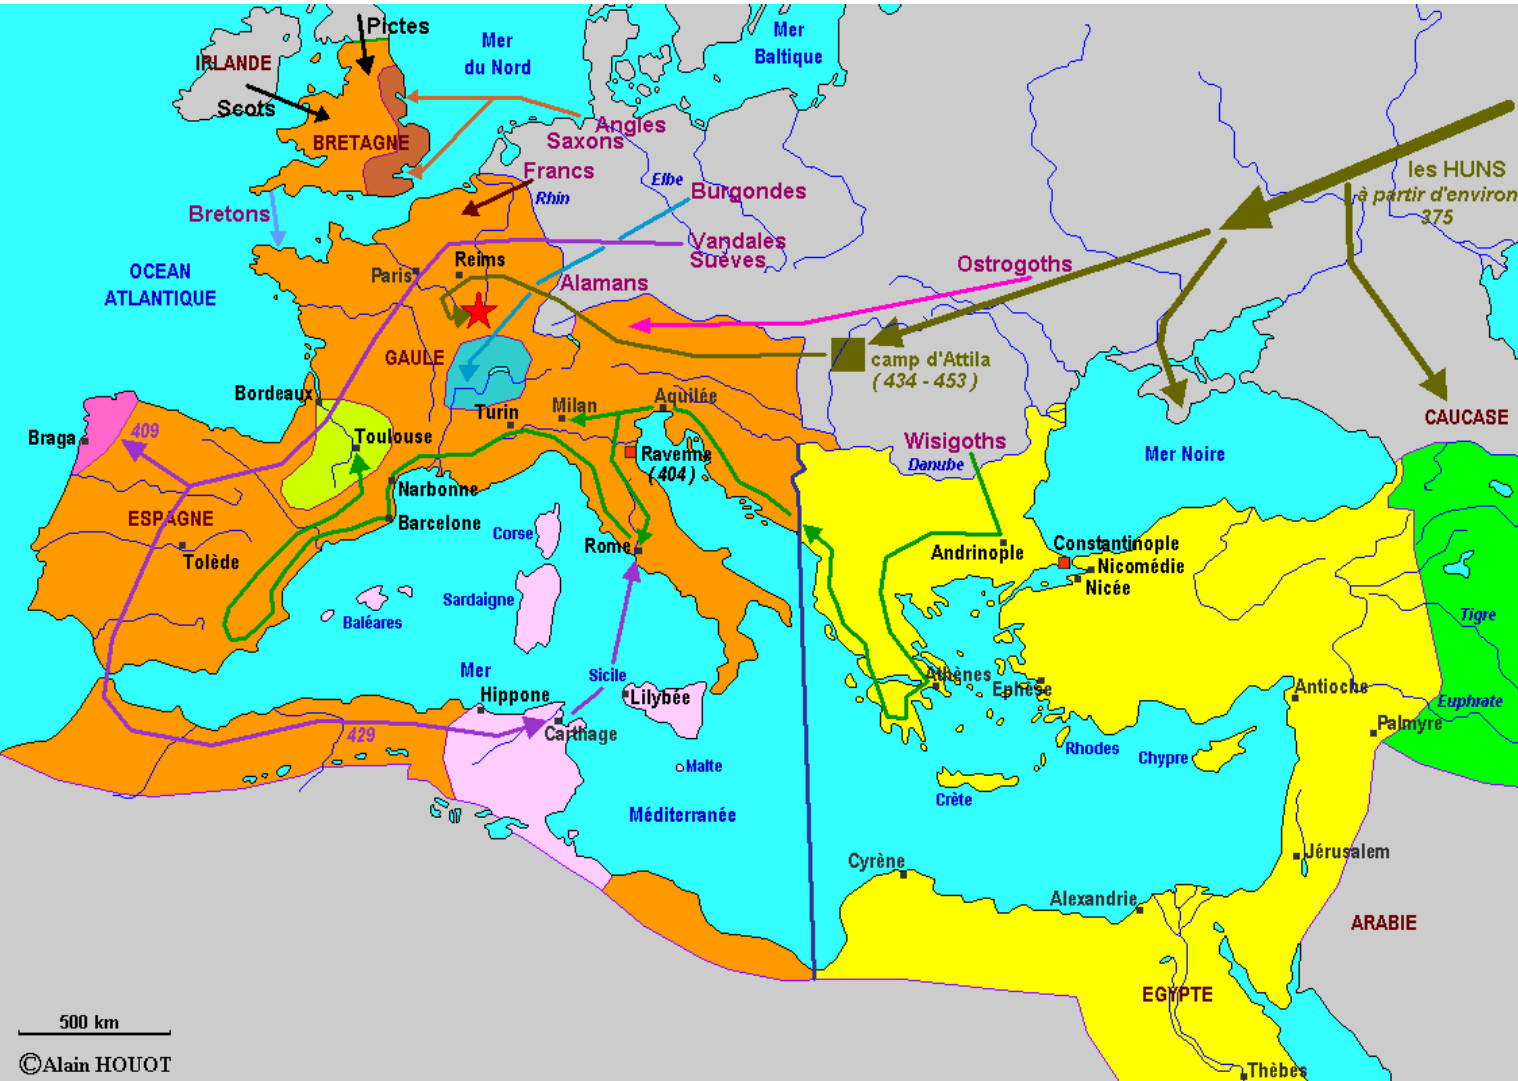 Pictes
Mer
du Nord
Mer
Baltique
IRLANDE
Scots
BRETAGNE
Angles
Saxons
Francs
Rhin
Elbe
Burgondes
les HUNS
à partir d'environ
375
Bretons
Vandales
Suèves
OCEAN
ATLANTIQUE
Paris
Reims
Alamans
Ostrogoths
GAULE
camp d'Attila
( 434 - 453 )
Bordeaux
Turin
Milan
Aquilée
CAUCASE
Braga
409
Toulouse
Ravenne
( 404 )
Wisigoths
Danube
Mer Noire
Narbonne
Barcelone
ESPAGNE
Tolède
Corse
Rome
Andrinople
Constantinople
Nicomédie
Nicée
Baléares
Sardaigne
Tigre
Mer
Sicile
Hippone
Lilybée
Athènes
Ephèse
Antioche
Euphrate
429
Carthage
Palmyre
Rhodes
Chypre
Malte
Crète
Méditerranée
Cyrène
Jérusalem
Alexandrie
ARABIE
EGYPTE
500 km
©Alain HOUOT
Thèbes